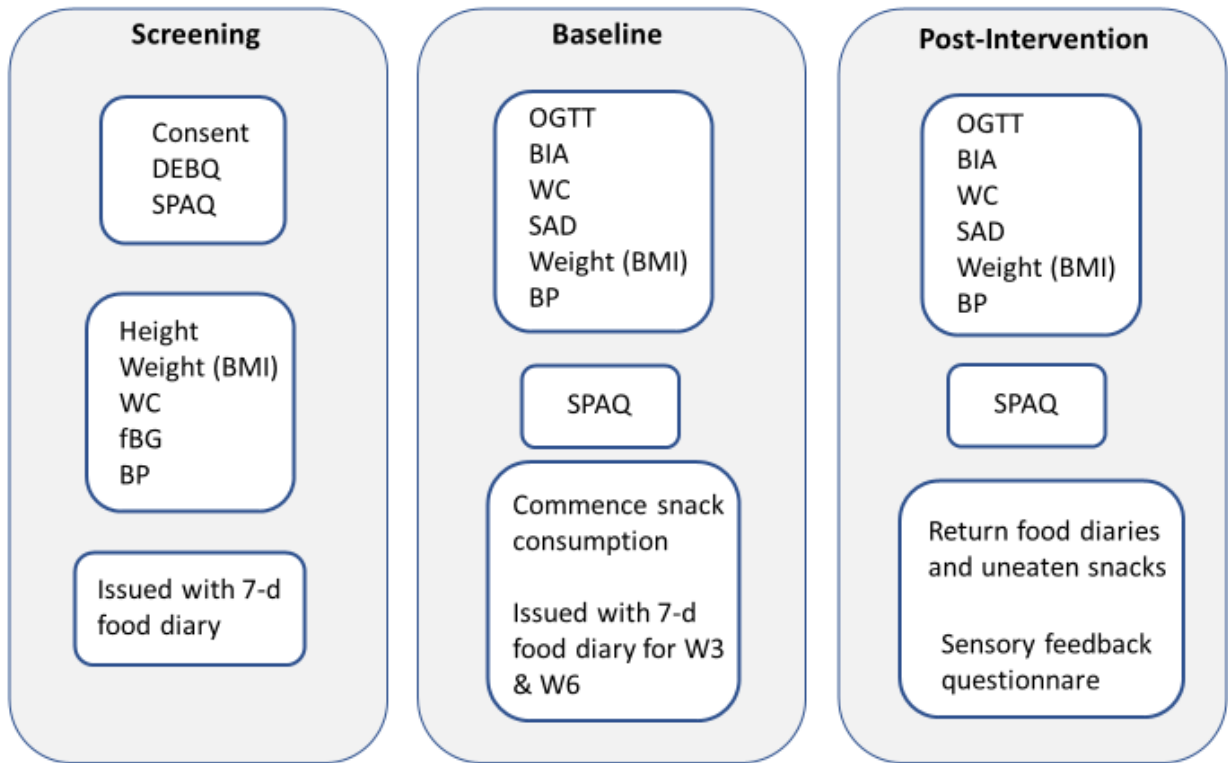 Screening
Consent
DEBQ
SPAQ
Height
Weight (BMI)
WC
fBG
BP
Issued with 7-d
food diary
Baseline
OGTT
BIA
WC
SAD
Weight (BMI)
BP
SPAQ
Commence snack
consumption
Issued with 7-d
food diary for W3
& W6
Post-Intervention
OGTT
BIA
WC
SAD
Weight (BMI)
BP
SPAQ
Return food diaries
and uneaten snacks
Sensory feedback
questionnare